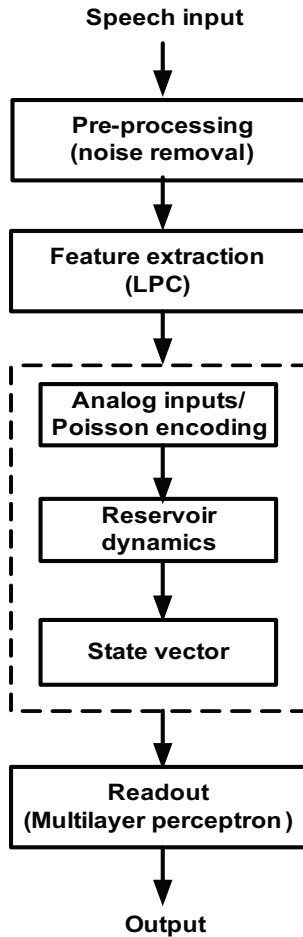 Speech input
Pre-processing
(noise removal)
Feature extraction
(LPC)
Analog inputs/
Poisson encoding
Reservoir
dynamics
State vector
Readout
(Multilayer perceptron)
Output